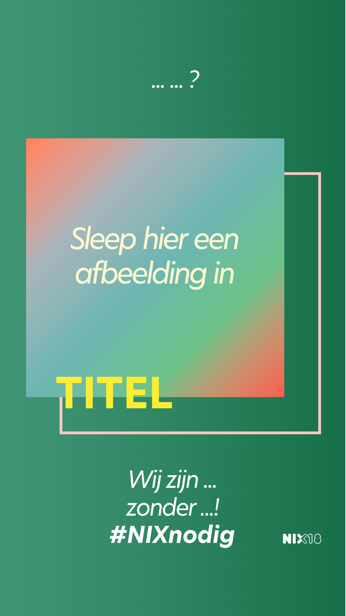 ... ... ?
Sleep hier een
afbeelding in
TITEL
Wij zijn ...
zonder ...!
#NIXnodig
NIX18